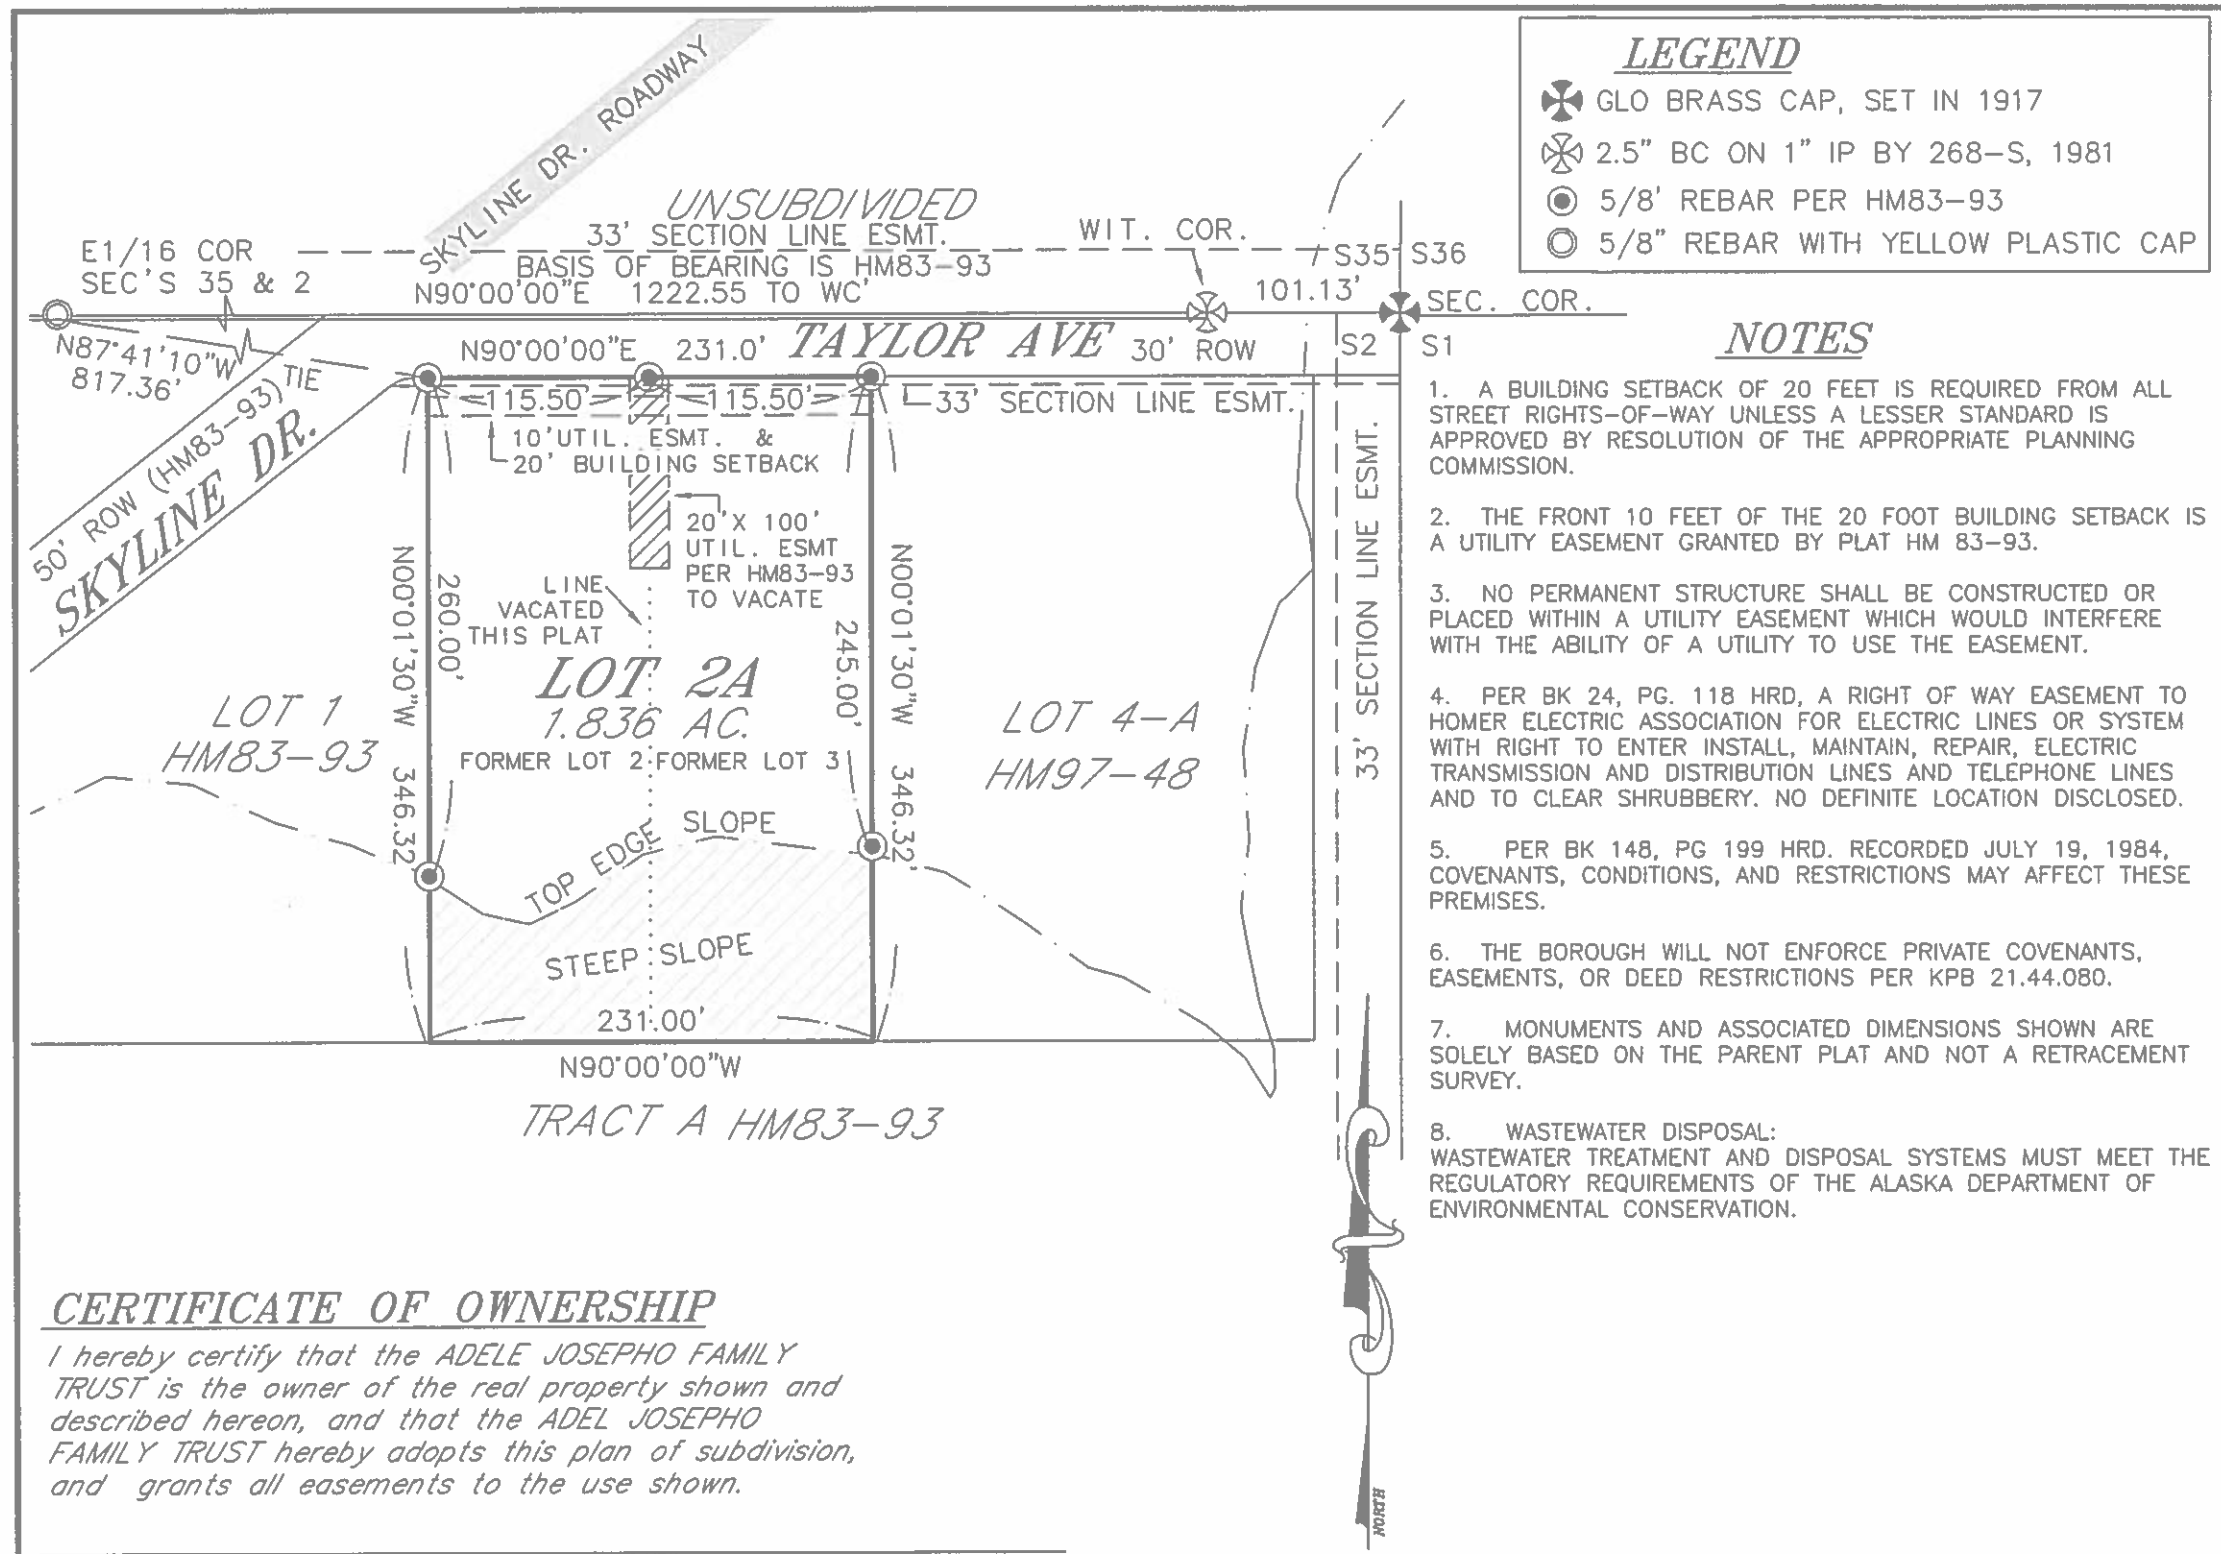 SKYLINE DR. ROADWAY
UNSUBDIVIDED
33' SECTION LINE ESMT.
BASIS OF BEARING IS HM83-93
N90°00'00"E 1222.55 TO WC'
E1/16 COR
SEC'S 35 & 2
WIT. COR.
S35 S36
101.13'
SEC. COR.
S2 S1
N87°41'10"W
817.36'
TIE
N90°00'00"E 231.0'
TAYLOR AVE
30' ROW
115.50'
115.50'
33' SECTION LINE ESMT.
10'UTIL. ESMT. &
20' BUILDING SETBACK
50' ROW (HM83-93)
SKYLINE DR.
20'X 100'
UTIL. ESMT
PER HM83-93
TO VACATE
LINE
VACATED
THIS PLAT
N00°01'30"W 346.32'
260.00'
245.00'
N00°01'30"W 346.32'
LOT 2A
1.836 AC.
FORMER LOT 2 FORMER LOT 3
LOT 1
HM83-93
LOT 4-A
HM97-48
33' SECTION LINE ESMT.
TOP EDGE SLOPE
STEEP SLOPE
231.00'
N90°00'00"W
TRACT A HM83-93
NORTH
LEGEND
GLO BRASS CAP, SET IN 1917
2.5" BC ON 1" IP BY 268-S, 1981
5/8' REBAR PER HM83-93
5/8" REBAR WITH YELLOW PLASTIC CAP
NOTES
1. A BUILDING SETBACK OF 20 FEET IS REQUIRED FROM ALL
STREET RIGHTS-OF-WAY UNLESS A LESSER STANDARD IS
APPROVED BY RESOLUTION OF THE APPROPRIATE PLANNING
COMMISSION.
2. THE FRONT 10 FEET OF THE 20 FOOT BUILDING SETBACK IS
A UTILITY EASEMENT GRANTED BY PLAT HM 83-93.
3. NO PERMANENT STRUCTURE SHALL BE CONSTRUCTED OR
PLACED WITHIN A UTILITY EASEMENT WHICH WOULD INTERFERE
WITH THE ABILITY OF A UTILITY TO USE THE EASEMENT.
4. PER BK 24, PG. 118 HRD, A RIGHT OF WAY EASEMENT TO
HOMER ELECTRIC ASSOCIATION FOR ELECTRIC LINES OR SYSTEM
WITH RIGHT TO ENTER INSTALL, MAINTAIN, REPAIR, ELECTRIC
TRANSMISSION AND DISTRIBUTION LINES AND TELEPHONE LINES
AND TO CLEAR SHRUBBERY. NO DEFINITE LOCATION DISCLOSED.
5. PER BK 148, PG 199 HRD. RECORDED JULY 19, 1984,
COVENANTS, CONDITIONS, AND RESTRICTIONS MAY AFFECT THESE
PREMISES.
6. THE BOROUGH WILL NOT ENFORCE PRIVATE COVENANTS,
EASEMENTS, OR DEED RESTRICTIONS PER KPB 21.44.080.
7. MONUMENTS AND ASSOCIATED DIMENSIONS SHOWN ARE
SOLELY BASED ON THE PARENT PLAT AND NOT A RETRACEMENT
SURVEY.
8. WASTEWATER DISPOSAL:
WASTEWATER TREATMENT AND DISPOSAL SYSTEMS MUST MEET THE
REGULATORY REQUIREMENTS OF THE ALASKA DEPARTMENT OF
ENVIRONMENTAL CONSERVATION.
CERTIFICATE OF OWNERSHIP
I hereby certify that the ADELE JOSEPHO FAMILY
TRUST is the owner of the real property shown and
described hereon, and that the ADEL JOSEPHO
FAMILY TRUST hereby adopts this plan of subdivision,
and grants all easements to the use shown.